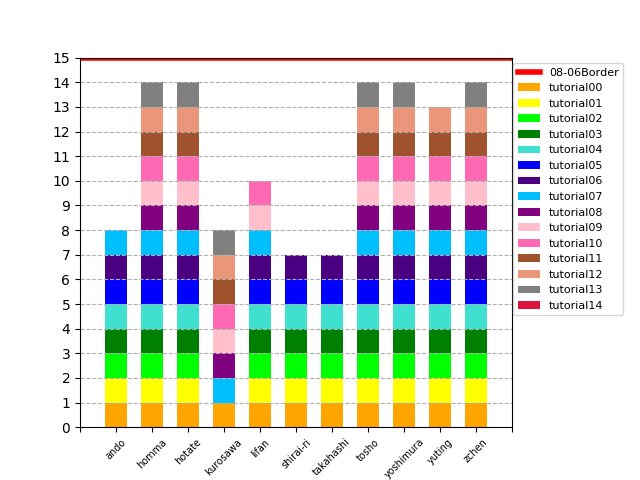 15
14
13
12
11
10
9
8
7
6
5
4
3
2
1
0
ando
homma
hotate
kurosawa
lifan
shirai-ri
takahashi
tosho
yoshimura
yuting
zchen
08-06Border
tutorial00
tutorial01
tutorial02
tutorial03
tutorial04
tutorial05
tutorial06
tutorial07
tutorial08
tutorial09
tutorial10
tutorial11
tutorial12
tutorial13
tutorial14